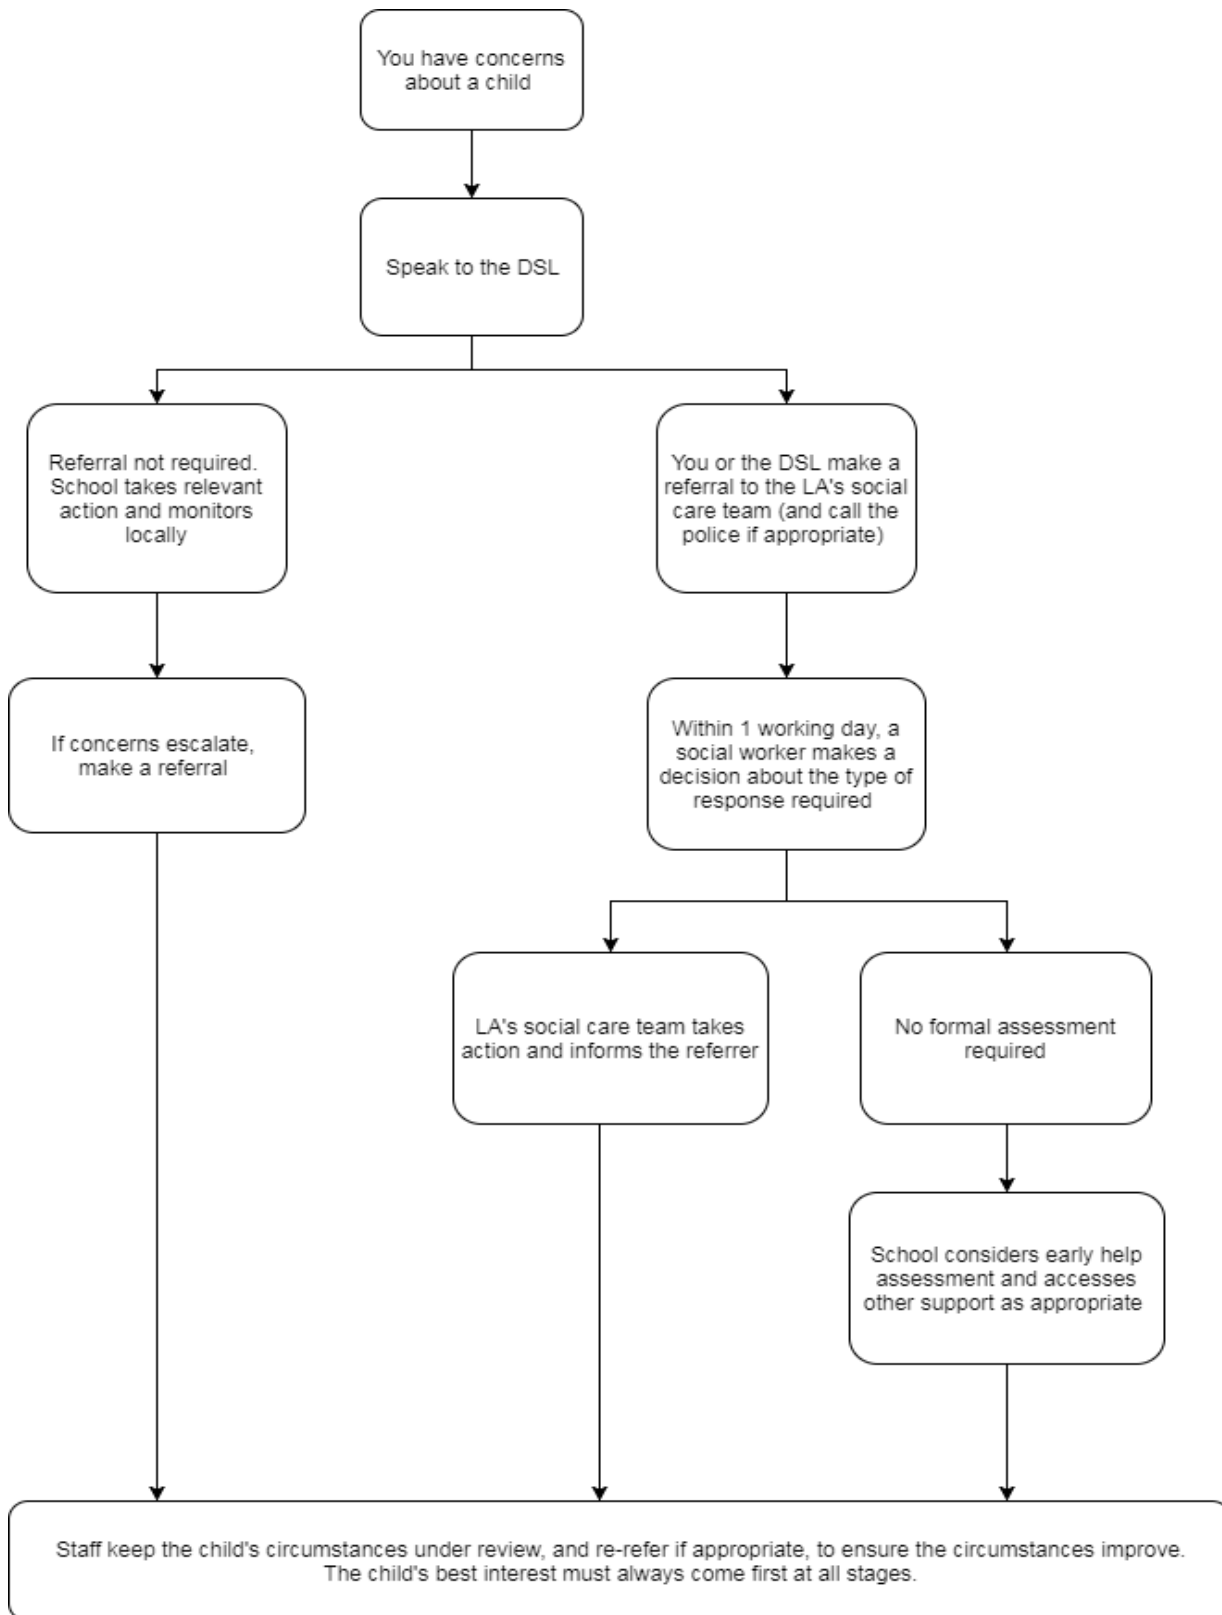 You have concerns
about a child
Speak to the DSL
Referral not required.
School takes relevant
action and monitors
locally
You or the DSL make a
referral to the LA's social
care team (and call the
police if appropriate)
If concerns escalate,
make a referral
Within 1 working day, a
social worker makes a
decision about the type of
response required
LA's social care team takes
action and informs the referrer
No formal assessment
required
School considers early help
assessment and accesses
other support as appropriate
Staff keep the child's circumstances under review, and re-refer if appropriate, to ensure the circumstances improve.
The child's best interest must always come first at all stages.